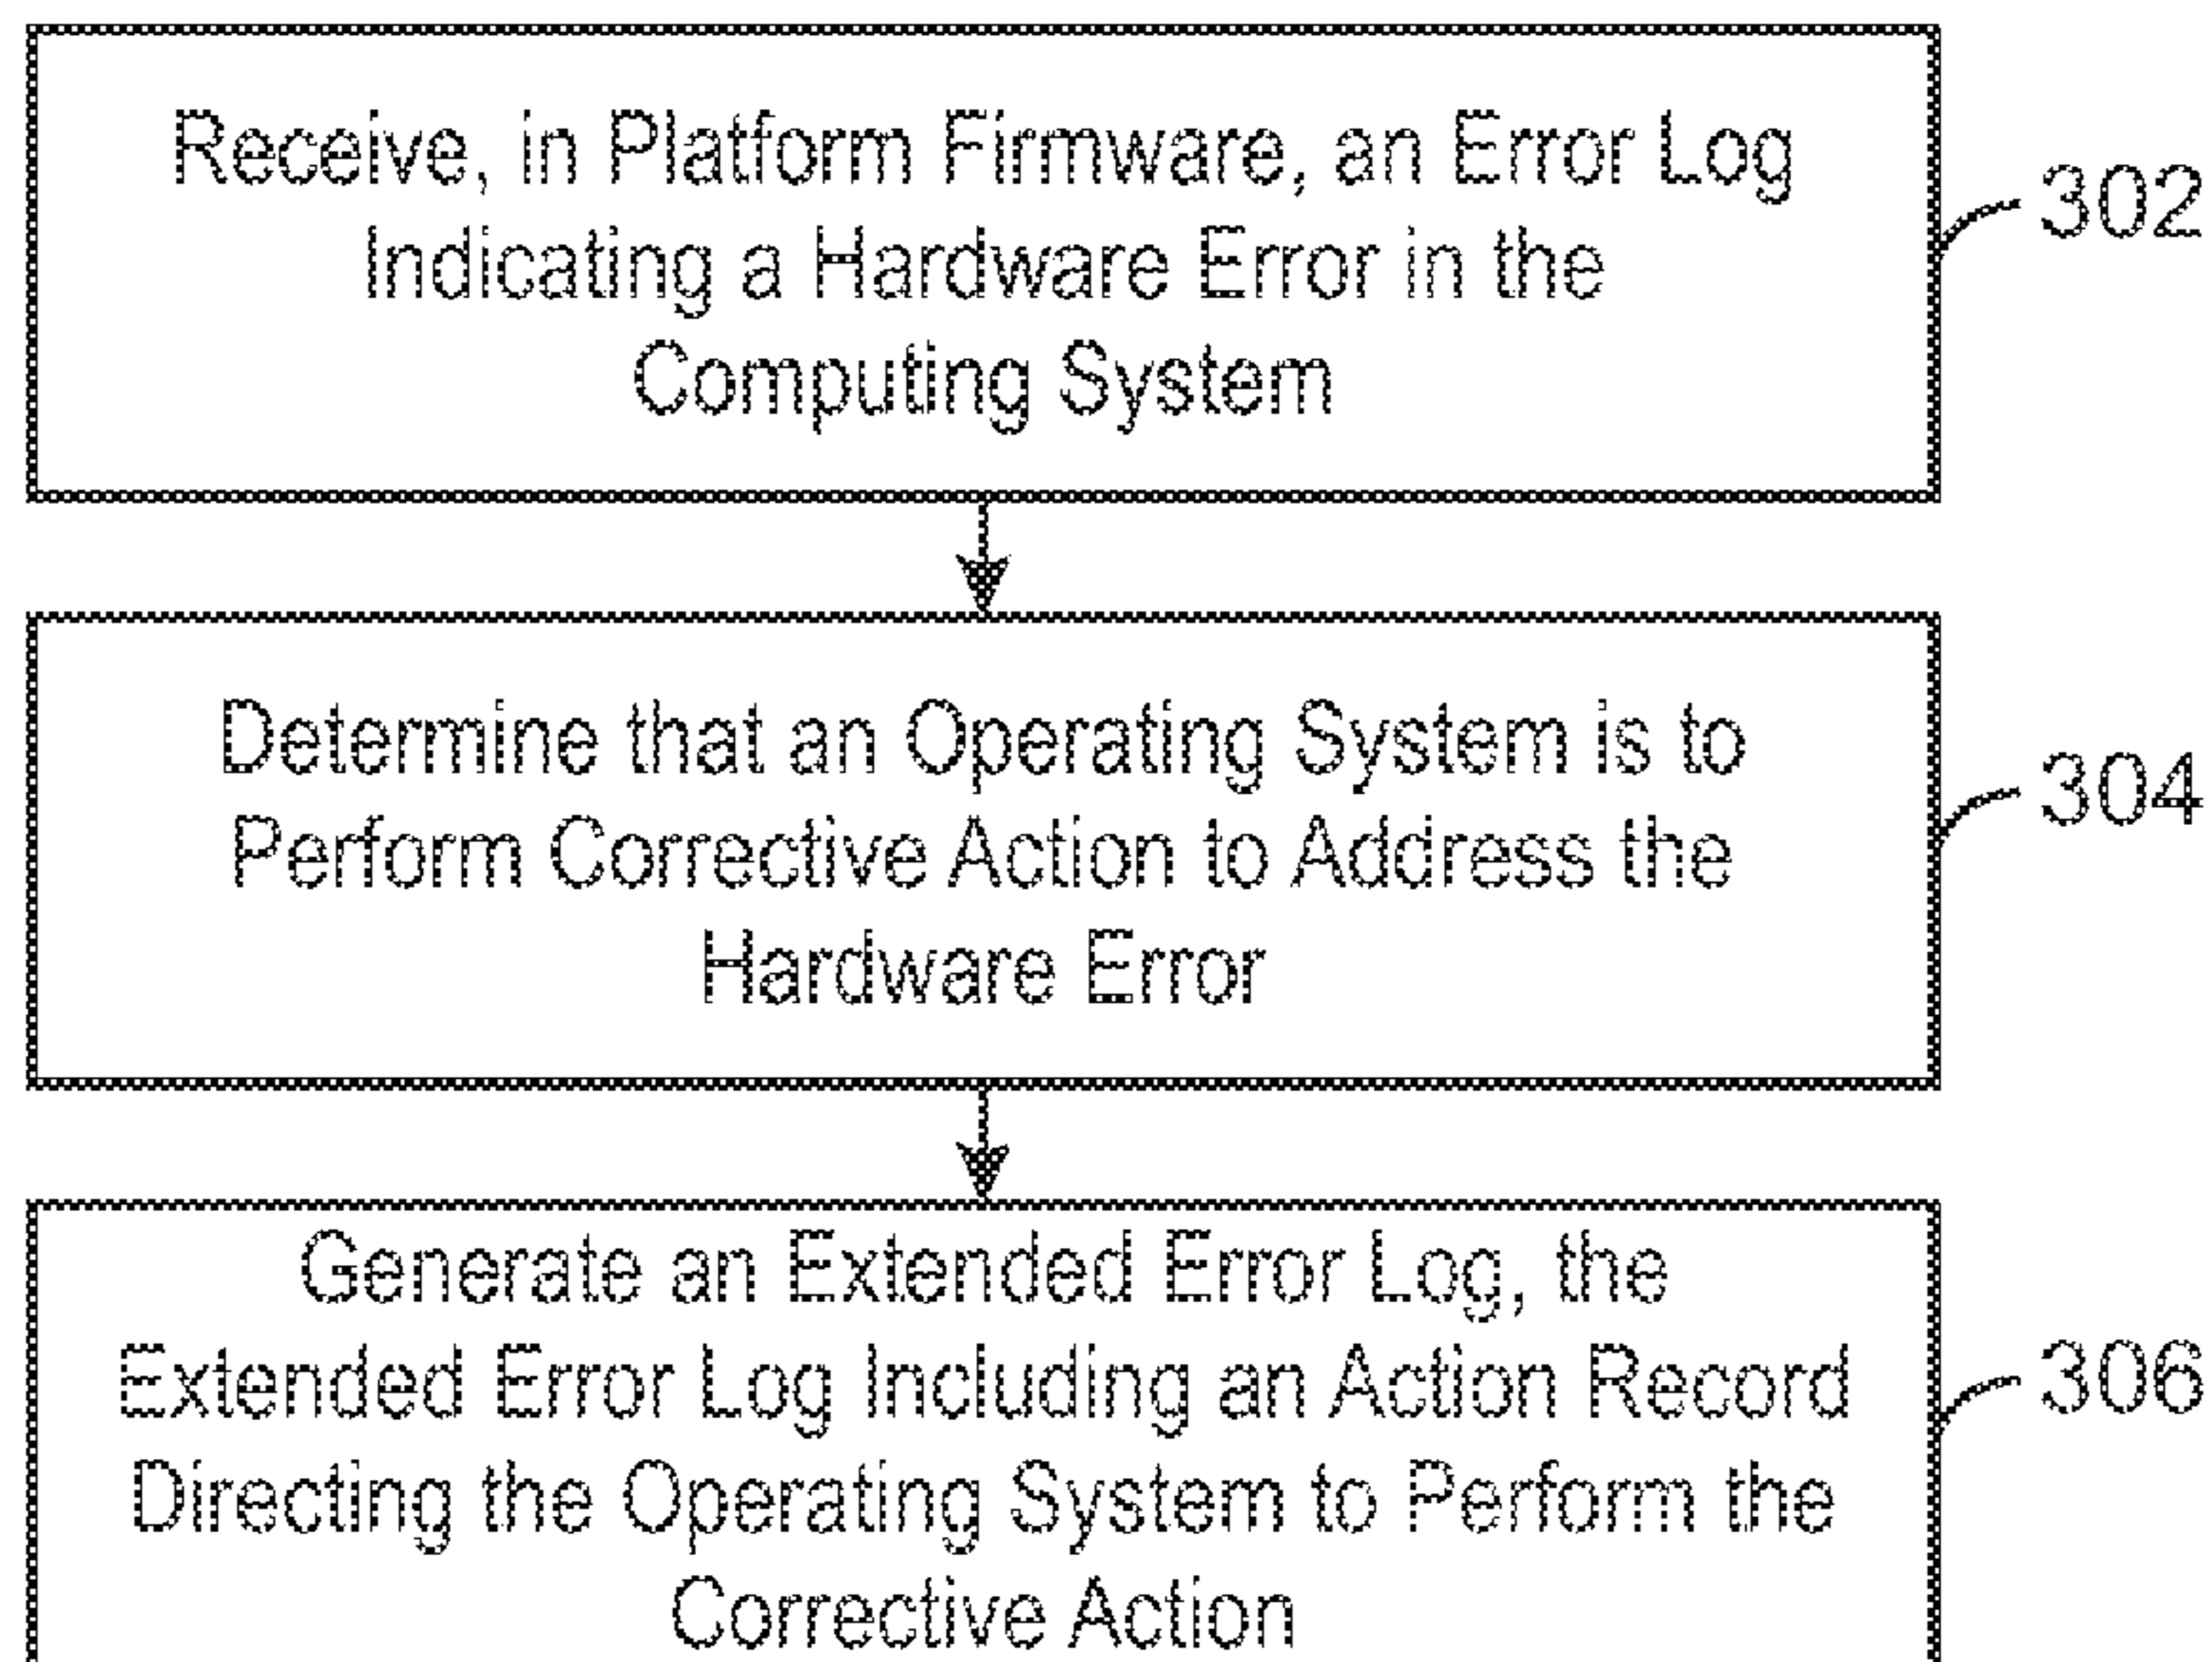 Receive, in Platform Firmware, an Error Log
Indicating a Hardware Error in the
Computing System
302
Determine that an Operating System is to
Perform Corrective Action to Address the
Hardware Error
304
Generate an Extended Error Log, the
Extended Error Log Including an Action Record
Directing the Operating System to Perform the
Corrective Action
306